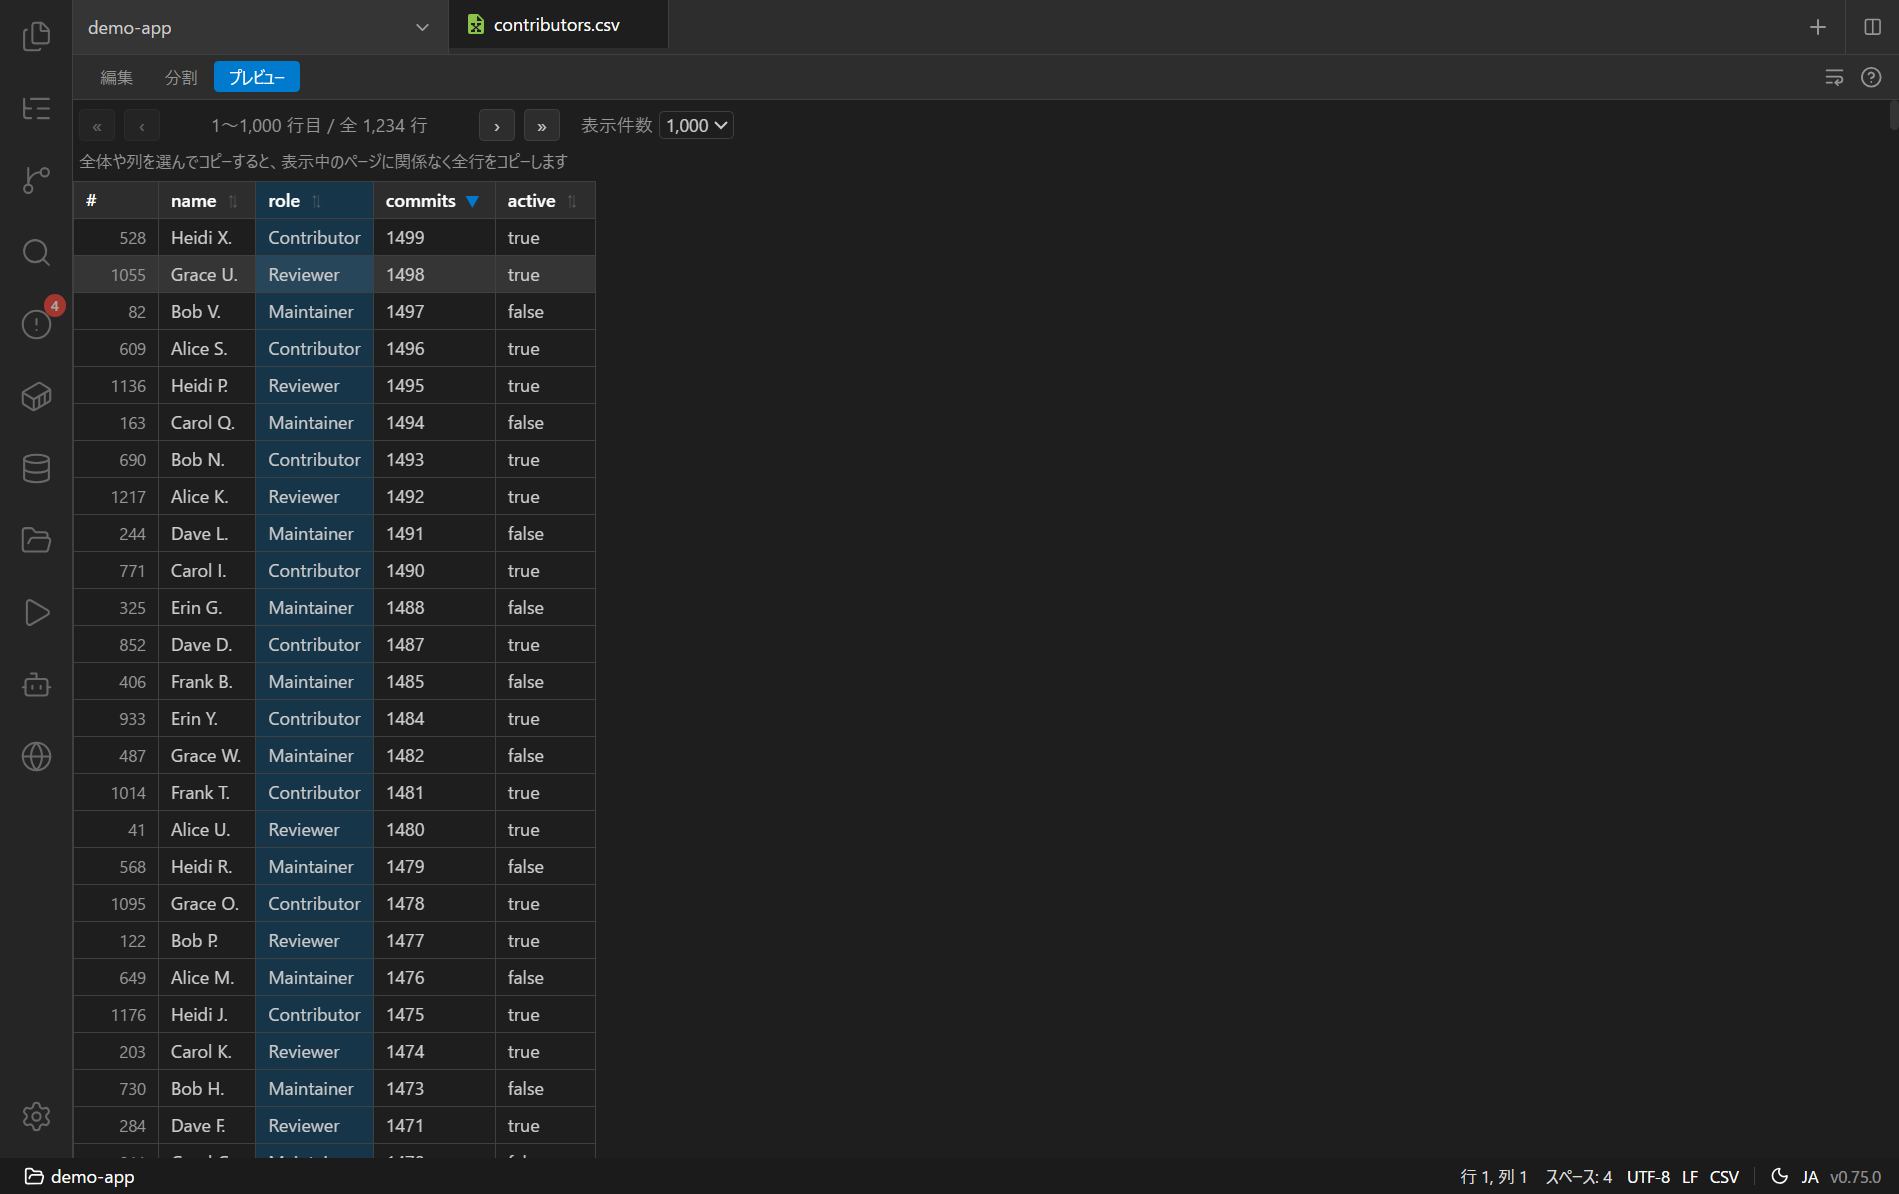 demo-app
contributors.csv
編集 分割 プレビュー
« ‹ 1～1,000 行目 / 全 1,234 行 › » 表示件数 1,000
全体や列を選んでコピーすると、表示中のページに関係なく全行をコピーします
# name role commits active
528 Heidi X. Contributor 1499 true
1055 Grace U. Reviewer 1498 true
82 Bob V. Maintainer 1497 false
4
609 Alice S. Contributor 1496 true
1136 Heidi P. Reviewer 1495 true
163 Carol Q. Maintainer 1494 false
690 Bob N. Contributor 1493 true
1217 Alice K. Reviewer 1492 true
244 Dave L. Maintainer 1491 false
771 Carol I. Contributor 1490 true
325 Erin G. Maintainer 1488 false
852 Dave D. Contributor 1487 true
406 Frank B. Maintainer 1485 false
933 Erin Y. Contributor 1484 true
487 Grace W. Maintainer 1482 false
1014 Frank T. Contributor 1481 true
41 Alice U. Reviewer 1480 true
568 Heidi R. Maintainer 1479 false
1095 Grace O. Contributor 1478 true
122 Bob P. Reviewer 1477 true
649 Alice M. Maintainer 1476 false
1176 Heidi J. Contributor 1475 true
203 Carol K. Reviewer 1474 true
730 Bob H. Maintainer 1473 false
284 Dave F. Reviewer 1471 true
demo-app
行 1, 列 1 スペース: 4 UTF-8 LF CSV JA v0.75.0